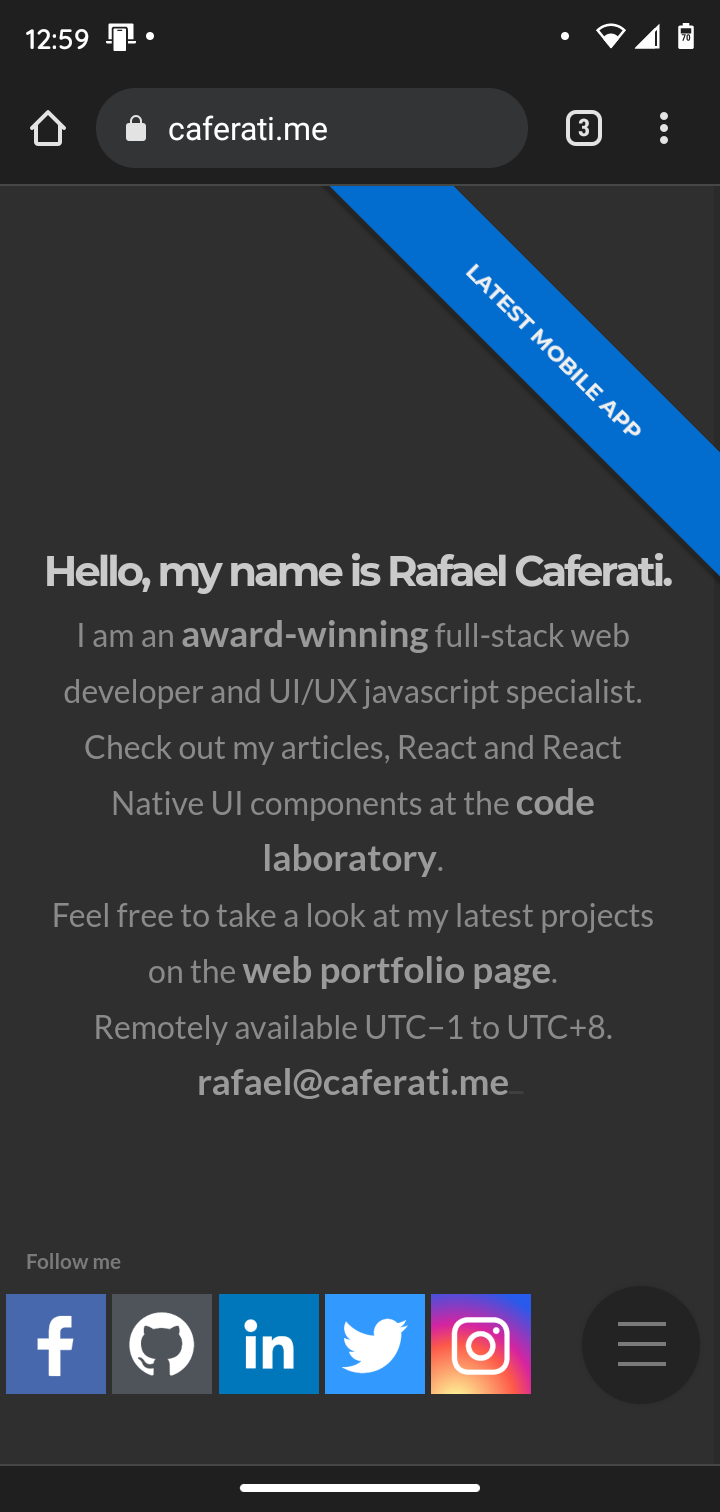 12:59
70
caferati.me
3
LATEST MOBILE APP
Hello, my name is Rafael Caferati.
I am an award-winning full-stack web
developer and UI/UX javascript specialist.
Check out my articles, React and React
Native UI components at the code
laboratory.
Feel free to take a look at my latest projects
on the web portfolio page.
Remotely available UTC−1 to UTC+8.
rafael@caferati.me_
Follow me
f
in